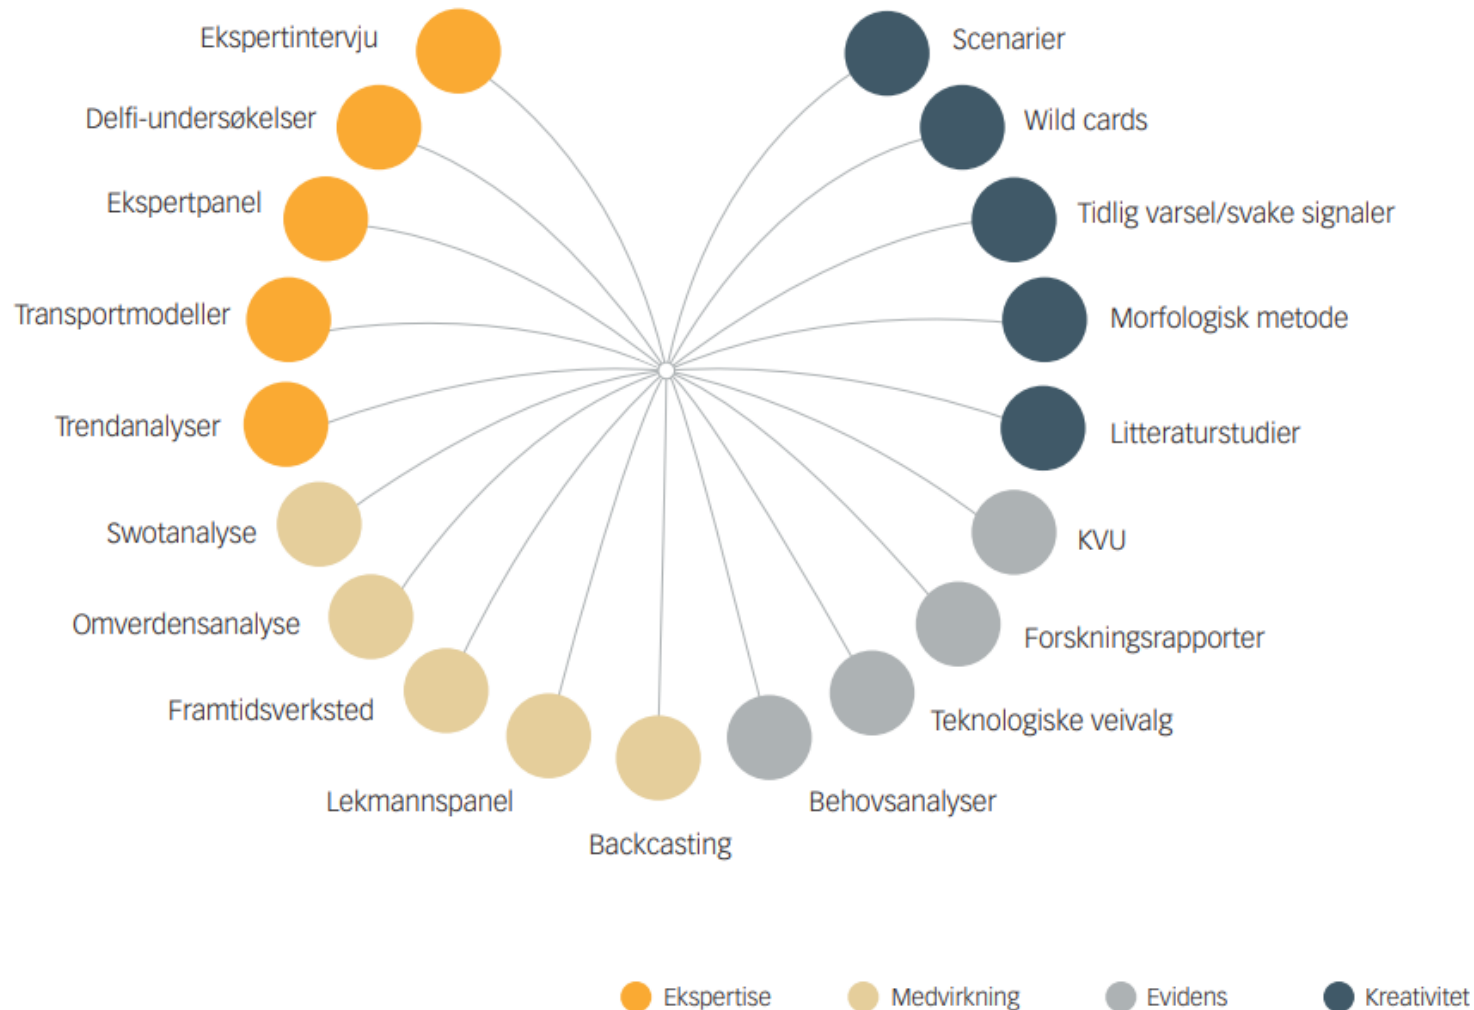 Ekspertintervju
Scenarier
Delfi-undersøkelser
Wild cards
Ekspertpanel
Tidlig varsel/svake signaler
Transportmodeller
Morfologisk metode
Trendanalyser
Litteraturstudier
Swotanalyse
KVU
Omverdensanalyse
Forskningsrapporter
Framtidsverksted
Teknologiske veivalg
Lekmannspanel
Behovsanalyser
Backcasting
Ekspertise
Medvirkning
Evidens
Kreativitet